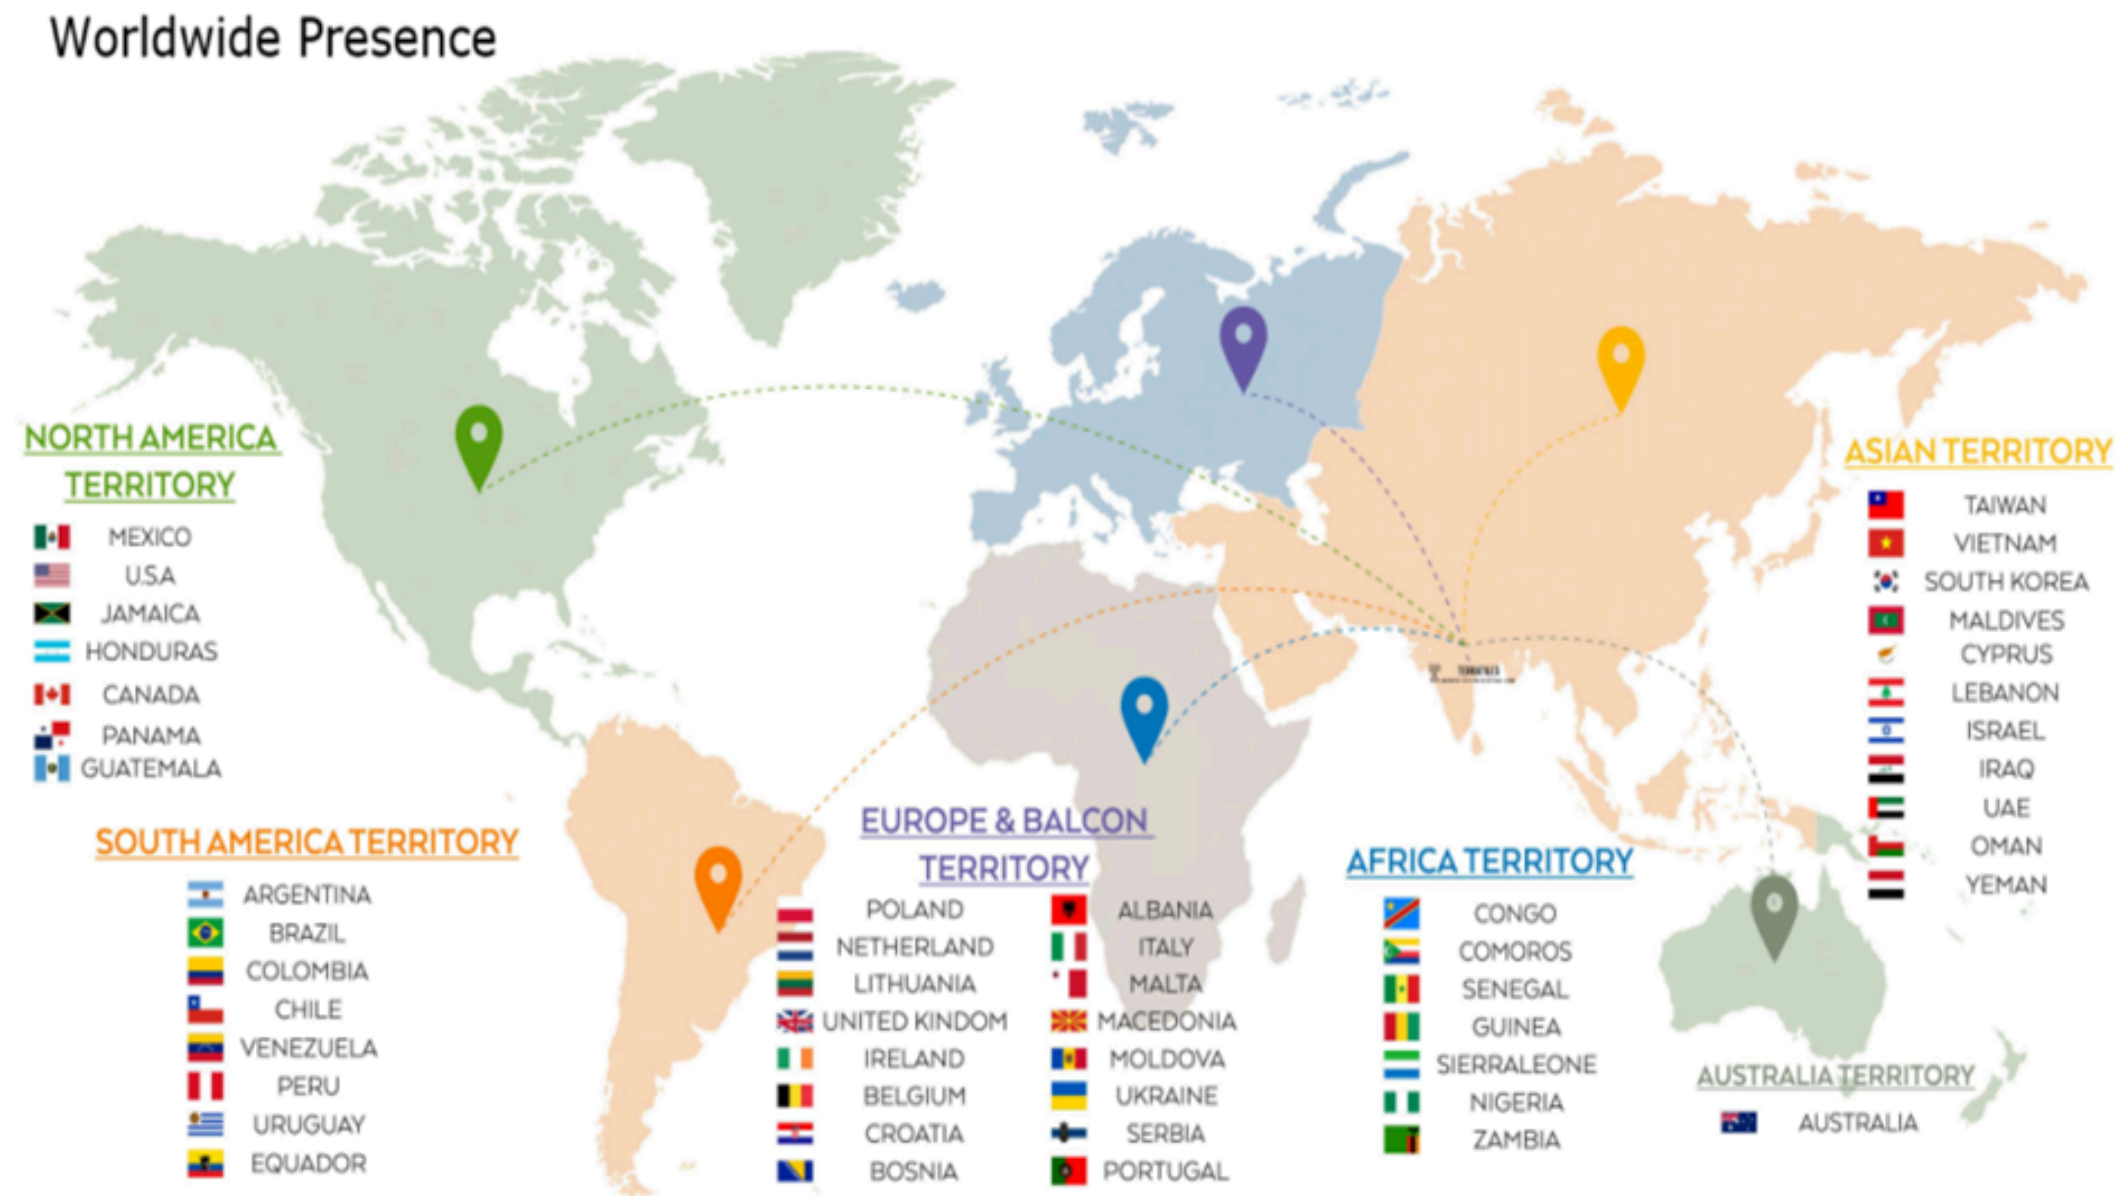 Worldwide Presence
NORTH AMERICA
TERRITORY
MEXICO
U.S.A
JAMAICA
HONDURAS
CANADA
PANAMA
GUATEMALA
SOUTH AMERICA TERRITORY
ARGENTINA
BRAZIL
COLOMBIA
CHILE
VENEZUELA
PERU
URUGUAY
EQUADOR
EUROPE & BALCON
TERRITORY
POLAND
NETHERLAND
LITHUANIA
UNITED KINDOM
IRELAND
BELGIUM
CROATIA
BOSNIA
ALBANIA
ITALY
MALTA
MACEDONIA
MOLDOVA
UKRAINE
SERBIA
PORTUGAL
AFRICA TERRITORY
CONGO
COMOROS
SENEGAL
GUINEA
SIERRALEONE
NIGERIA
ZAMBIA
ASIAN TERRITORY
TAIWAN
VIETNAM
SOUTH KOREA
MALDIVES
CYPRUS
LEBANON
ISRAEL
IRAQ
UAE
OMAN
YEMAN
AUSTRALIA TERRITORY
AUSTRALIA